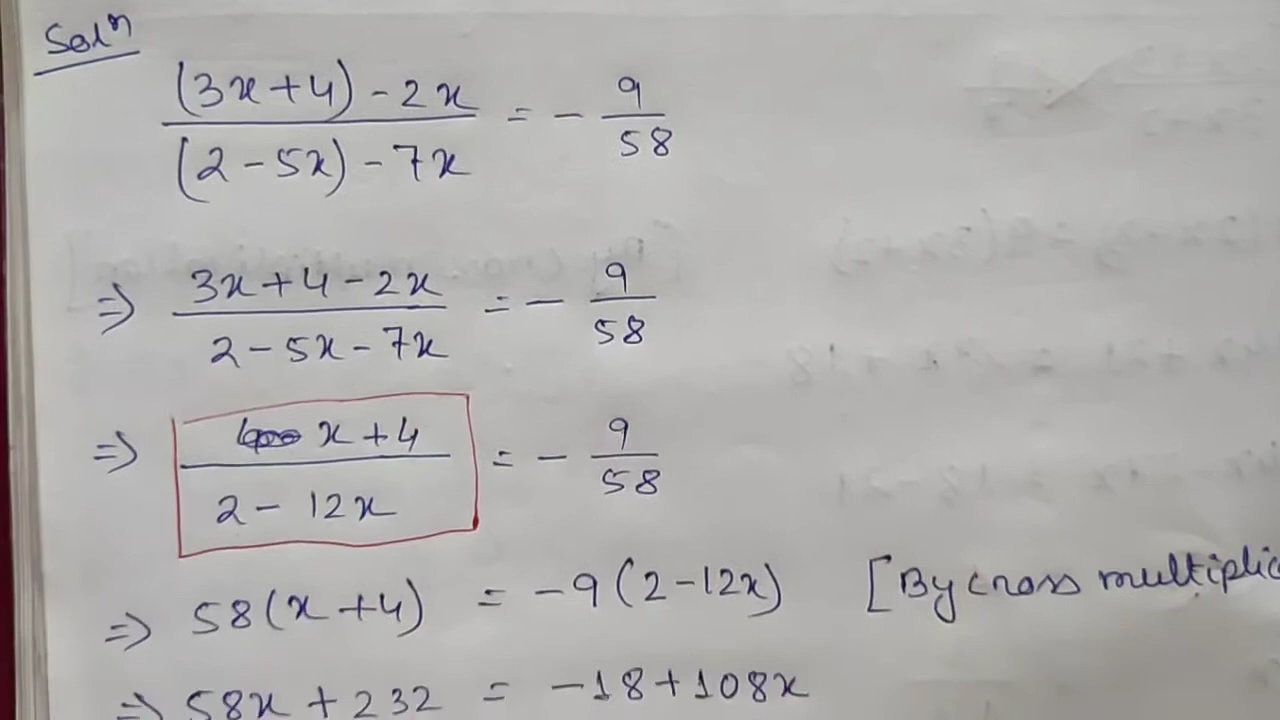 Solⁿ
(3x+4)-2x / (2-5x)-7x = - 9/58
⇒ 3x+4-2x / 2-5x-7x = - 9/58
⇒ x+4 / 2-12x = - 9/58
⇒ 58(x+4) = -9(2-12x) [By cross multiplic
⇒ 58x+232 = -18+108x